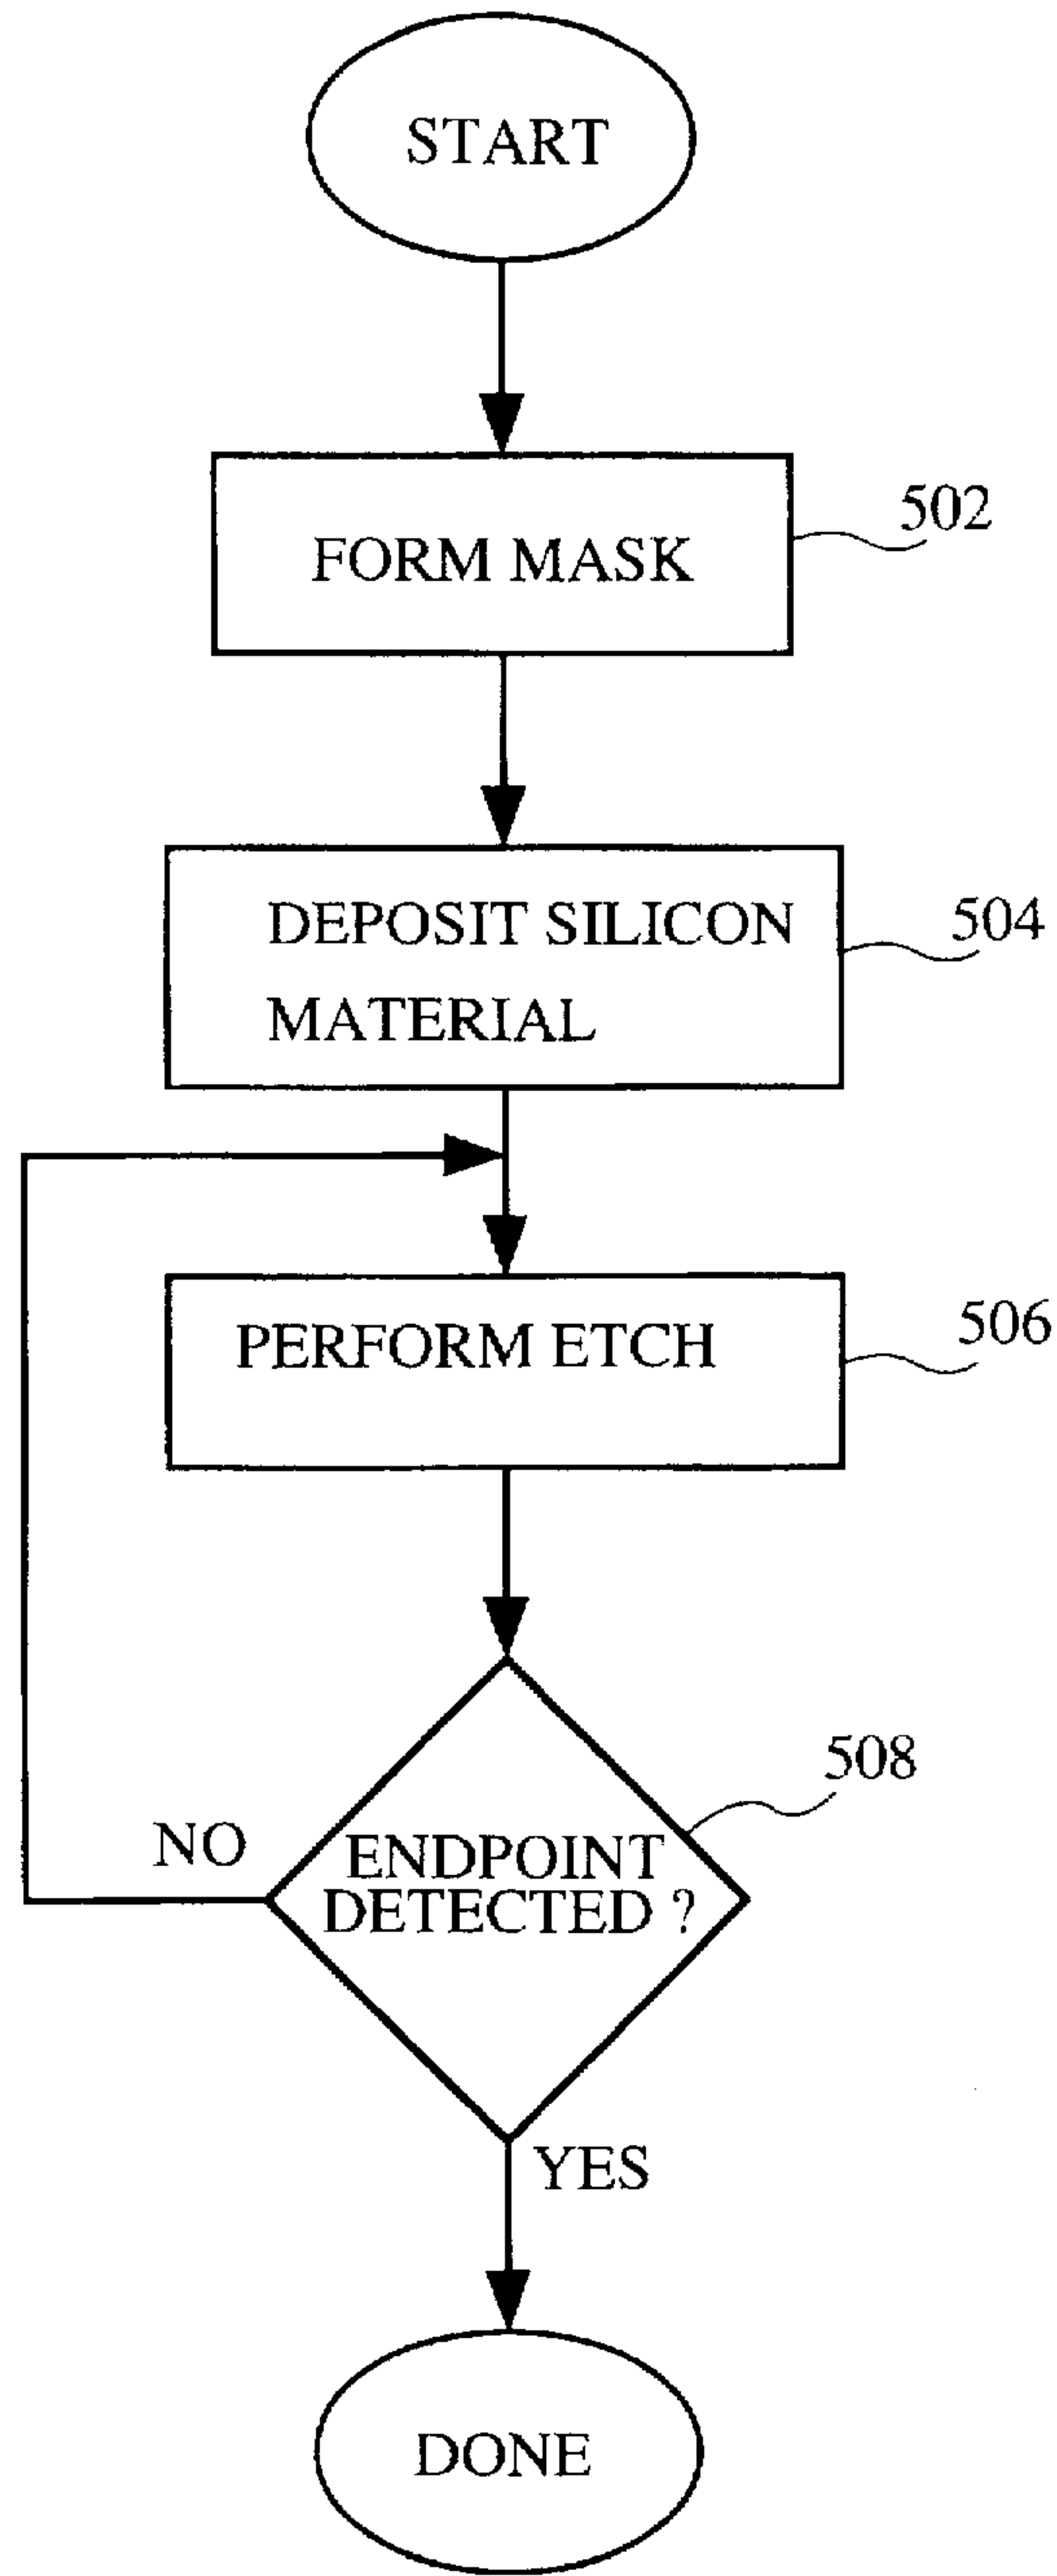 START
FORM MASK
502
DEPOSIT SILICON
MATERIAL
504
PERFORM ETCH
506
ENDPOINT
DETECTED ?
508
NO
YES
DONE